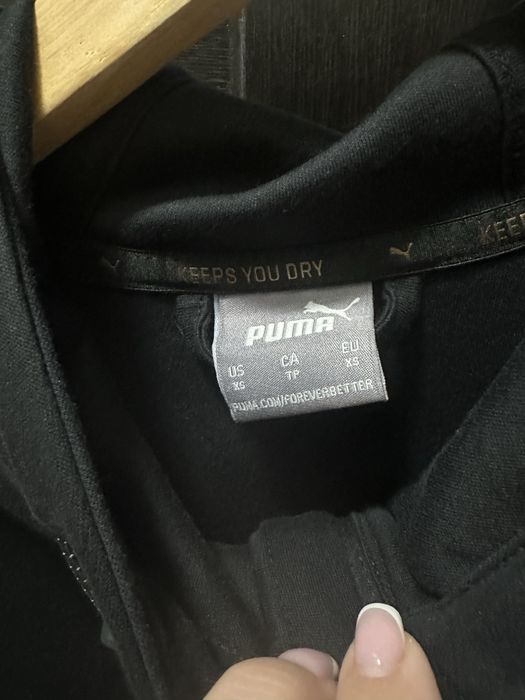 KEEPS YOU DRY
KEEP
PUMA
US CA EU
XS TP XS
PUMA.COM/FOREVERBETTER